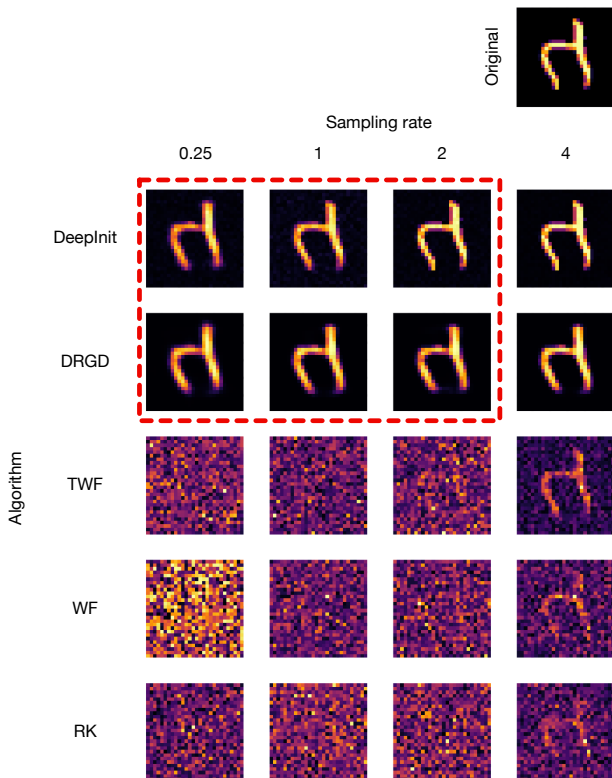 Original
Sampling rate
0.25 1 2 4
DeepInit
DRGD
Algorithm
TWF
WF
RK